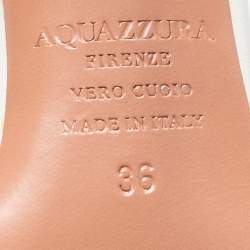 AQUAZZURA
FIRENZE
VERO CUOIO
MADE IN ITALY
36